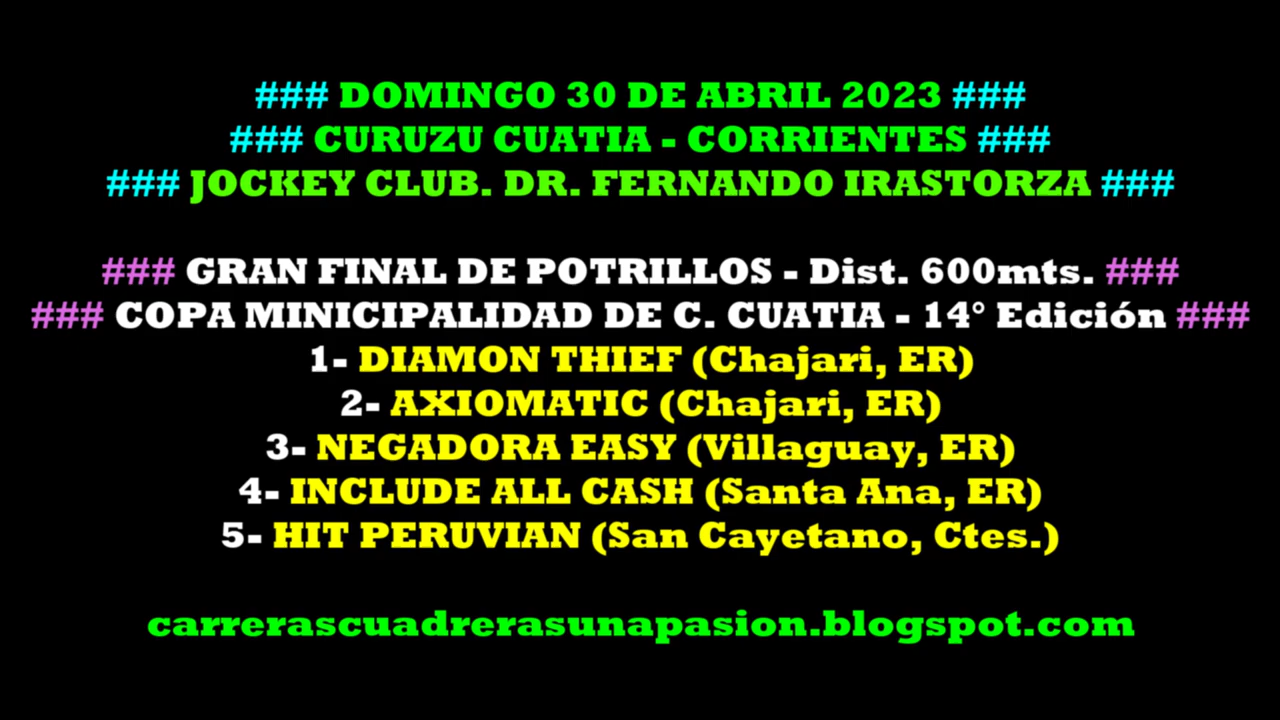 ### DOMINGO 30 DE ABRIL 2023 ###
### CURUZU CUATIA - CORRIENTES ###
### JOCKEY CLUB. DR. FERNANDO IRASTORZA ###
### GRAN FINAL DE POTRILLOS - Dist. 600mts. ###
### COPA MINICIPALIDAD DE C. CUATIA - 14° Edición ###
1- DIAMON THIEF (Chajari, ER)
2- AXIOMATIC (Chajari, ER)
3- NEGADORA EASY (Villaguay, ER)
4- INCLUDE ALL CASH (Santa Ana, ER)
5- HIT PERUVIAN (San Cayetano, Ctes.)
carrerascuadrerasunapasion.blogspot.com